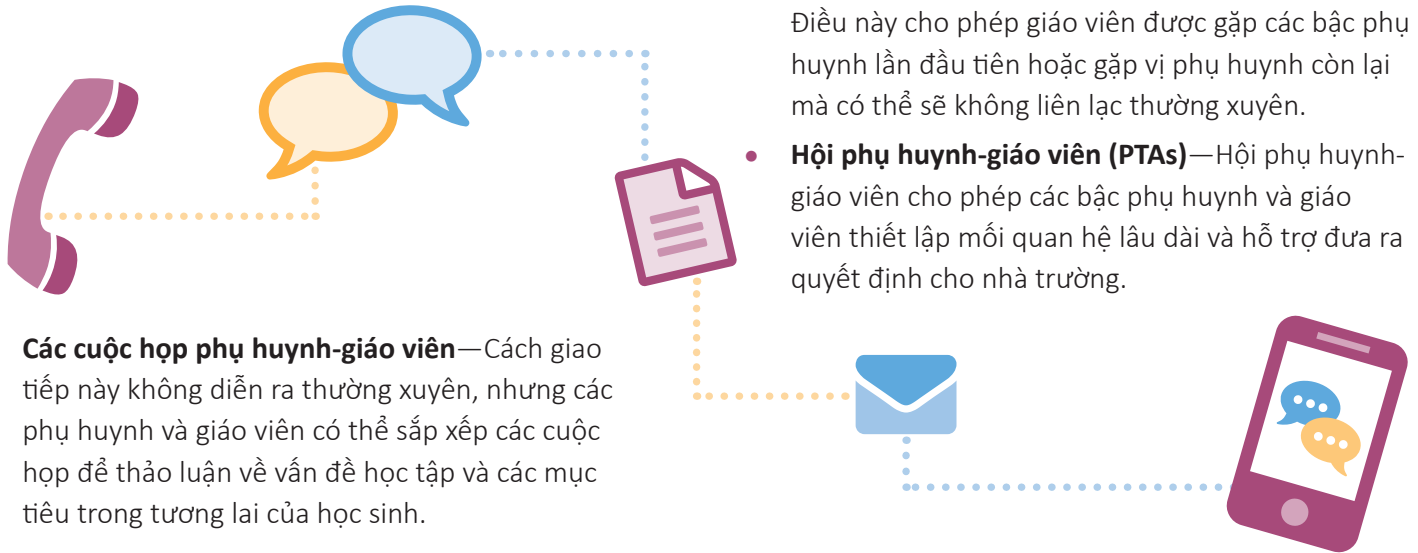 Các cuộc họp phụ huynh-giáo viên—Cách giao
tiếp này không diễn ra thường xuyên, nhưng các
phụ huynh và giáo viên có thể sắp xếp các cuộc
họp để thảo luận về vấn đề học tập và các mục
tiêu trong tương lai của học sinh.
Điều này cho phép giáo viên được gặp các bậc phụ
huynh lần đầu tiên hoặc gặp vị phụ huynh còn lại
mà có thể sẽ không liên lạc thường xuyên.
• Hội phụ huynh-giáo viên (PTAs)—Hội phụ huynh-
giáo viên cho phép các bậc phụ huynh và giáo
viên thiết lập mối quan hệ lâu dài và hỗ trợ đưa ra
quyết định cho nhà trường.